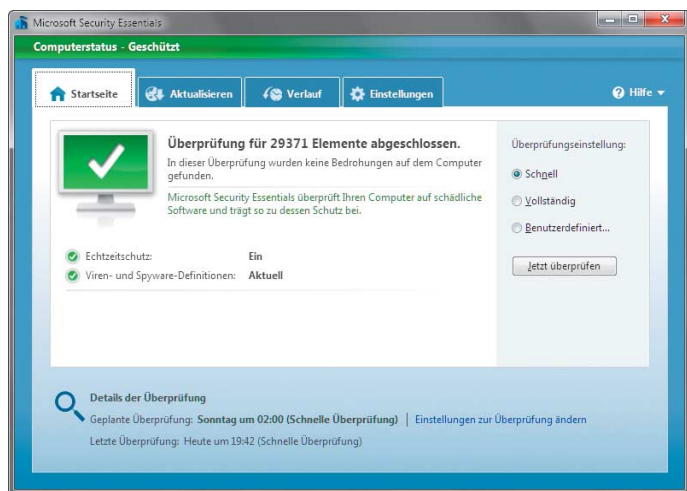 Microsoft Security Essentials
Computerstatus - Geschützt
Startseite
Aktualisieren
Verlauf
Einstellungen
Hilfe
Überprüfung für 29371 Elemente abgeschlossen.
In dieser Überprüfung wurden keine Bedrohungen auf dem Computer
gefunden.
Microsoft Security Essentials überprüft Ihren Computer auf schädliche
Software und trägt so zu dessen Schutz bei.
Echtzeitschutz: Ein
Viren- und Spyware-Definitionen: Aktuell
Überprüfungseinstellung:
Schnell
Vollständig
Benutzerdefiniert...
Jetzt überprüfen
Details der Überprüfung
Geplante Überprüfung: Sonntag um 02:00 (Schnelle Überprüfung) | Einstellungen zur Überprüfung ändern
Letzte Überprüfung: Heute um 19:42 (Schnelle Überprüfung)